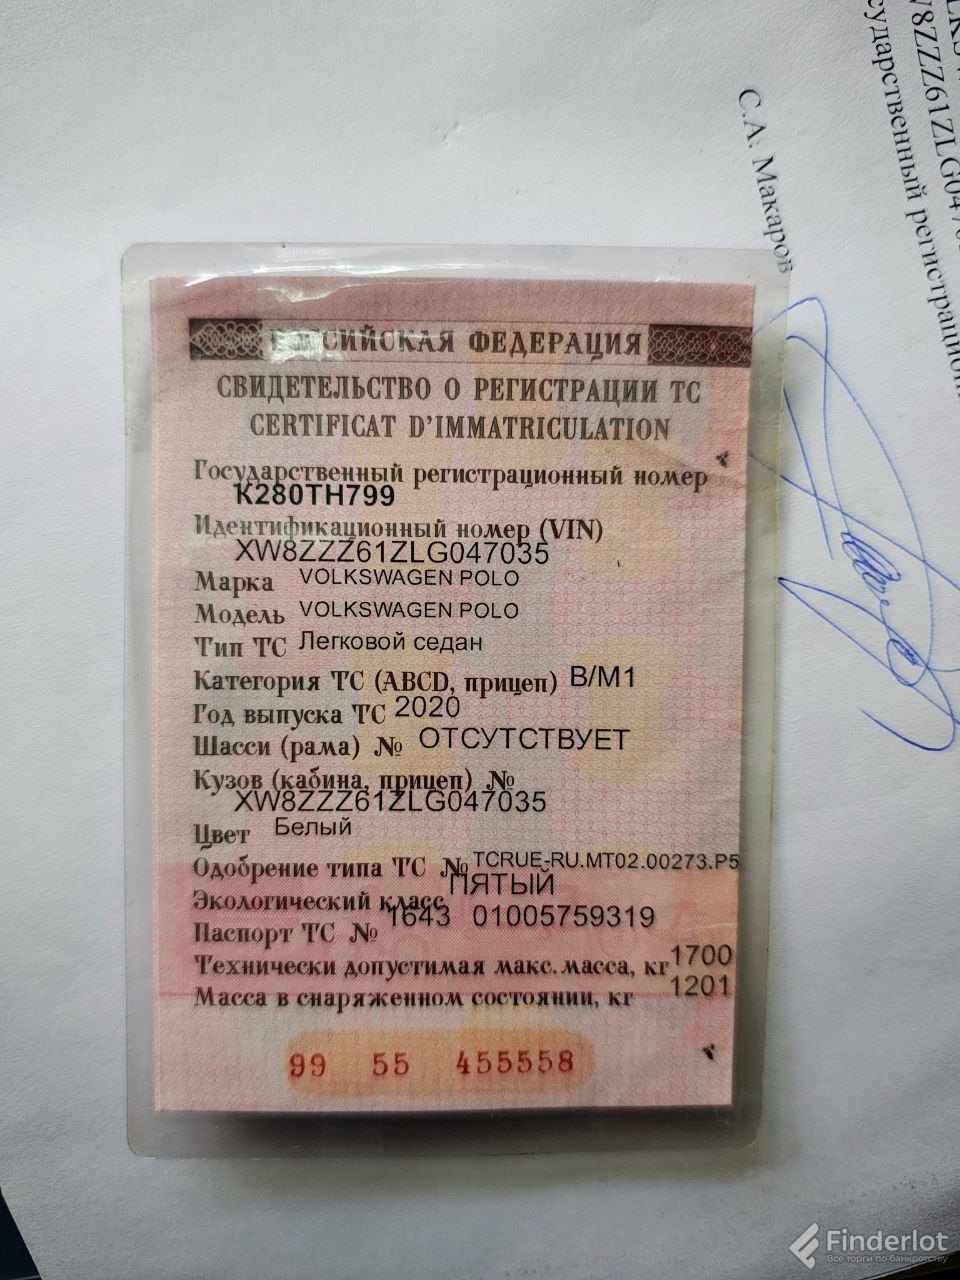 РОССИЙСКАЯ ФЕДЕРАЦИЯ
СВИДЕТЕЛЬСТВО О РЕГИСТРАЦИИ ТС
CERTIFICAT D'IMMATRICULATION
Государственный регистрационный номер
К280ТН799
Идентификационный номер (VIN)
XW8ZZZ61ZLG047035
Марка VOLKSWAGEN POLO
Модель VOLKSWAGEN POLO
Тип ТС Легковой седан
Категория ТС (ABCD, прицеп) B/M1
Год выпуска ТС 2020
Шасси (рама) № ОТСУТСТВУЕТ
Кузов (кабина, прицеп) №
XW8ZZZ61ZLG047035
Цвет Белый
Одобрение типа ТС № TCRUE-RU.MT02.00273.P5
Экологический класс ПЯТЫЙ
Паспорт ТС № 1643 01005759319
Технически допустимая макс. масса, кг 1700
Масса в снаряженном состоянии, кг 1201
99 55 455558
С.А. Макаров
Finderlot
Все торги по банкротству